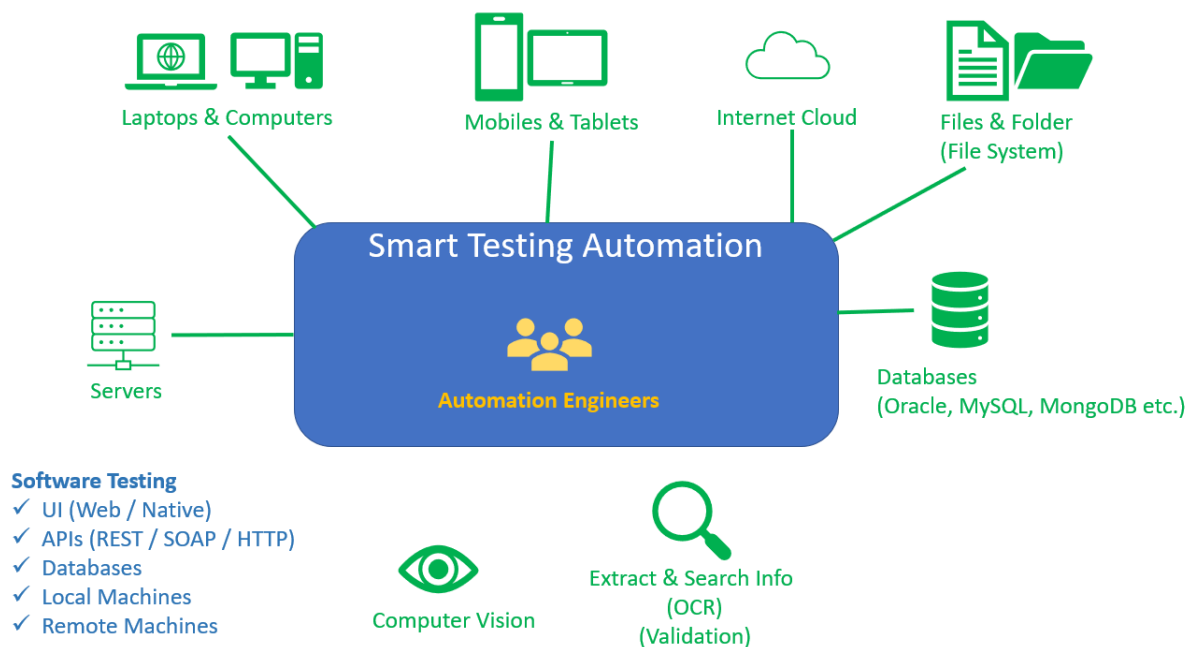 Laptops & Computers
Mobiles & Tablets
Internet Cloud
Files & Folder
(File System)
Smart Testing Automation
Automation Engineers
Servers
Databases
(Oracle, MySQL, MongoDB etc.)
Software Testing
✓ UI (Web / Native)
✓ APIs (REST / SOAP / HTTP)
✓ Databases
✓ Local Machines
✓ Remote Machines
Computer Vision
Extract & Search Info
(OCR)
(Validation)